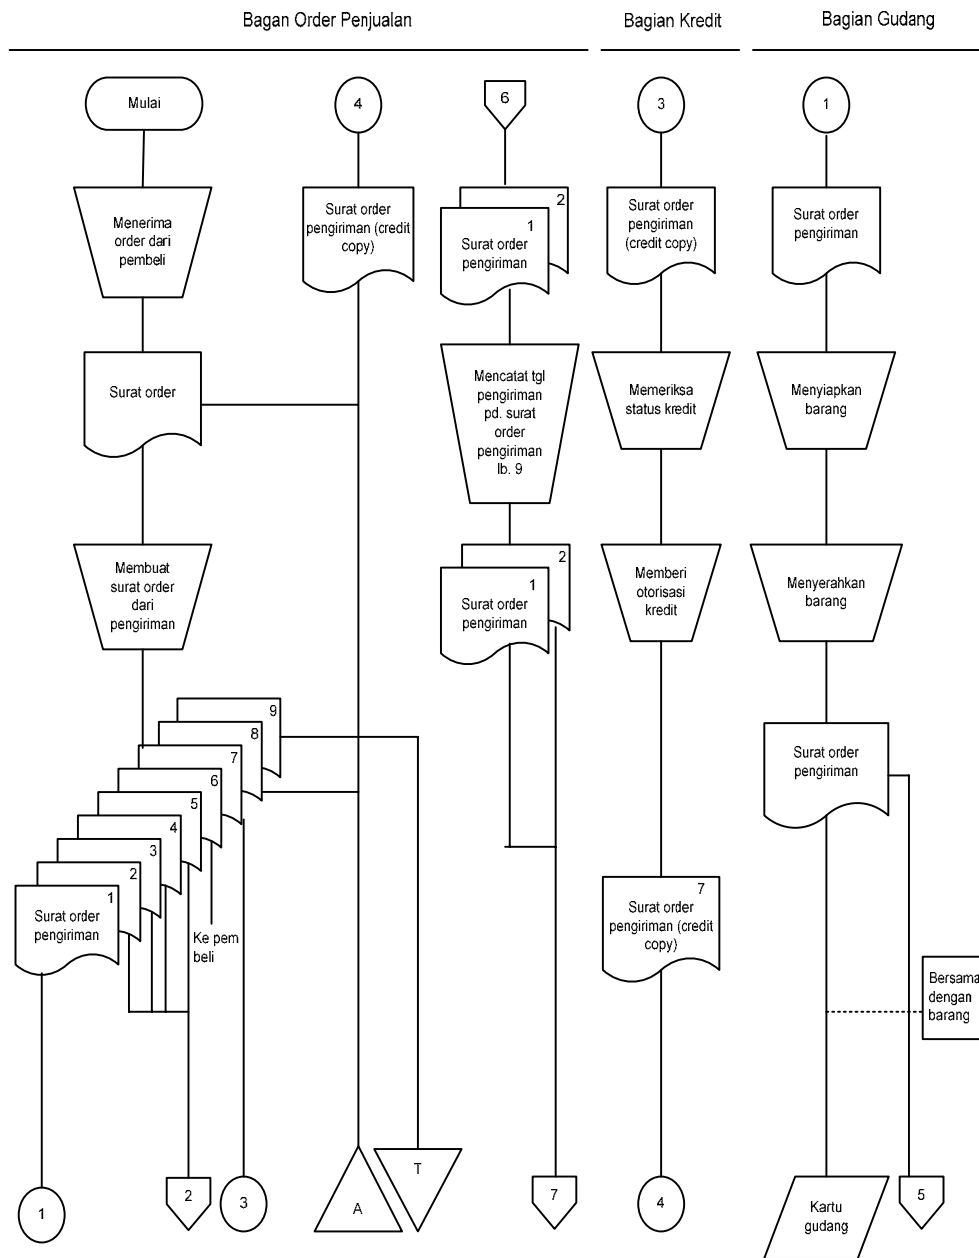 Bagan Order Penjualan
Bagian Kredit
Bagian Gudang
Mulai
4
6
3
1
Menerima
order dari
pembeli
Surat order
pengiriman (credit
copy)
2
1
Surat order
pengiriman
Surat order
pengiriman
(credit copy)
Surat order
pengiriman
Surat order
Mencatat tgl
pengiriman
pd. surat
order
pengiriman
lb. 9
Memeriksa
status kredit
Menyiapkan
barang
Membuat
surat order
dari
pengiriman
2
1
Surat order
pengiriman
Memberi
otorisasi
kredit
Menyerahkan
barang
9
8
7
6
5
4
3
2
1
Surat order
pengiriman
Ke pem
beli
Surat order
pengiriman
7
Surat order
pengiriman (credit
copy)
Bersama
dengan
barang
1
2
3
A
T
7
4
Kartu
gudang
5